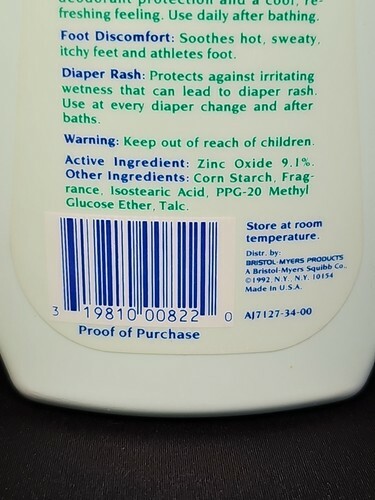 deodorant protection and a cool, re-
freshing feeling. Use daily after bathing.
Foot Discomfort: Soothes hot, sweaty,
itchy feet and athletes foot.
Diaper Rash: Protects against irritating
wetness that can lead to diaper rash.
Use at every diaper change and after
baths.
Warning: Keep out of reach of children.
Active Ingredient: Zinc Oxide 9.1%.
Other Ingredients: Corn Starch, Frag-
rance, Isostearic Acid, PPG-20 Methyl
Glucose Ether, Talc.
Store at room
temperature.
Distr. by:
BRISTOL-MYERS PRODUCTS
A Bristol-Myers Squibb Co.,
©1992, N.Y., N.Y. 10154
Made in U.S.A.
AJ7127-34-00
3 19810 00822 0
Proof of Purchase